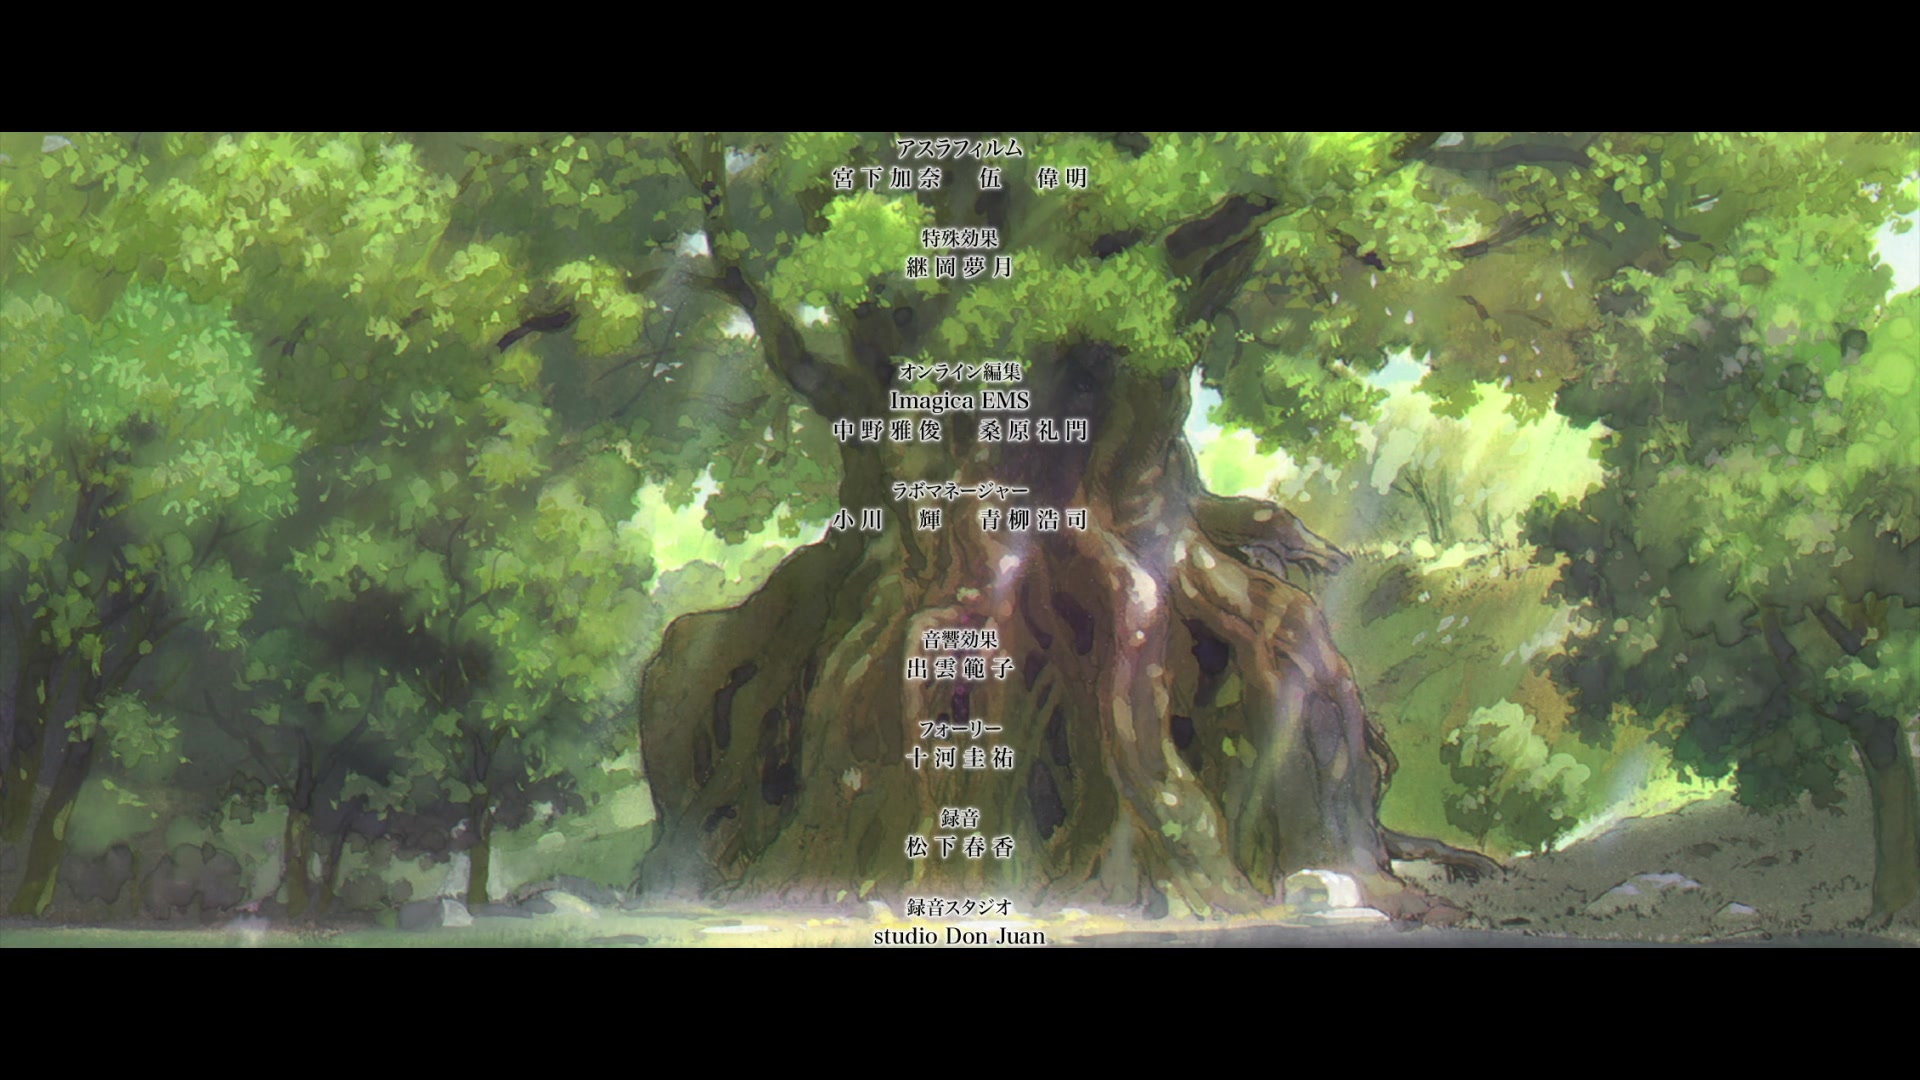 アスラフィルム
宮下加奈　伍　偉明
特殊効果
継岡夢月
オンライン編集
Imagica EMS
中野雅俊　桑原礼門
ラボマネージャー
小川　輝　青柳浩司
音響効果
出雲範子
フォーリー
十河圭祐
録音
松下春香
録音スタジオ
studio Don Juan